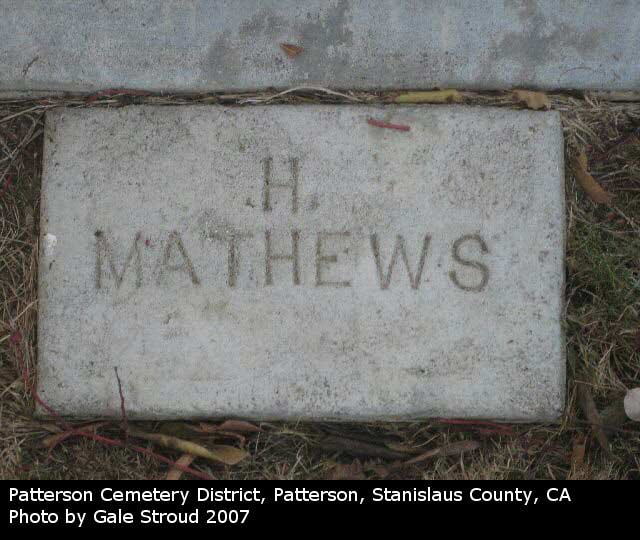 H.
MATHEWS
Patterson Cemetery District, Patterson, Stanislaus County, CA
Photo by Gale Stroud 2007